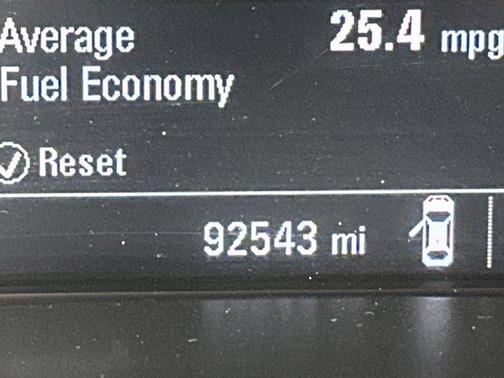 Average 25.4 mpg
Fuel Economy
Reset
92543 mi